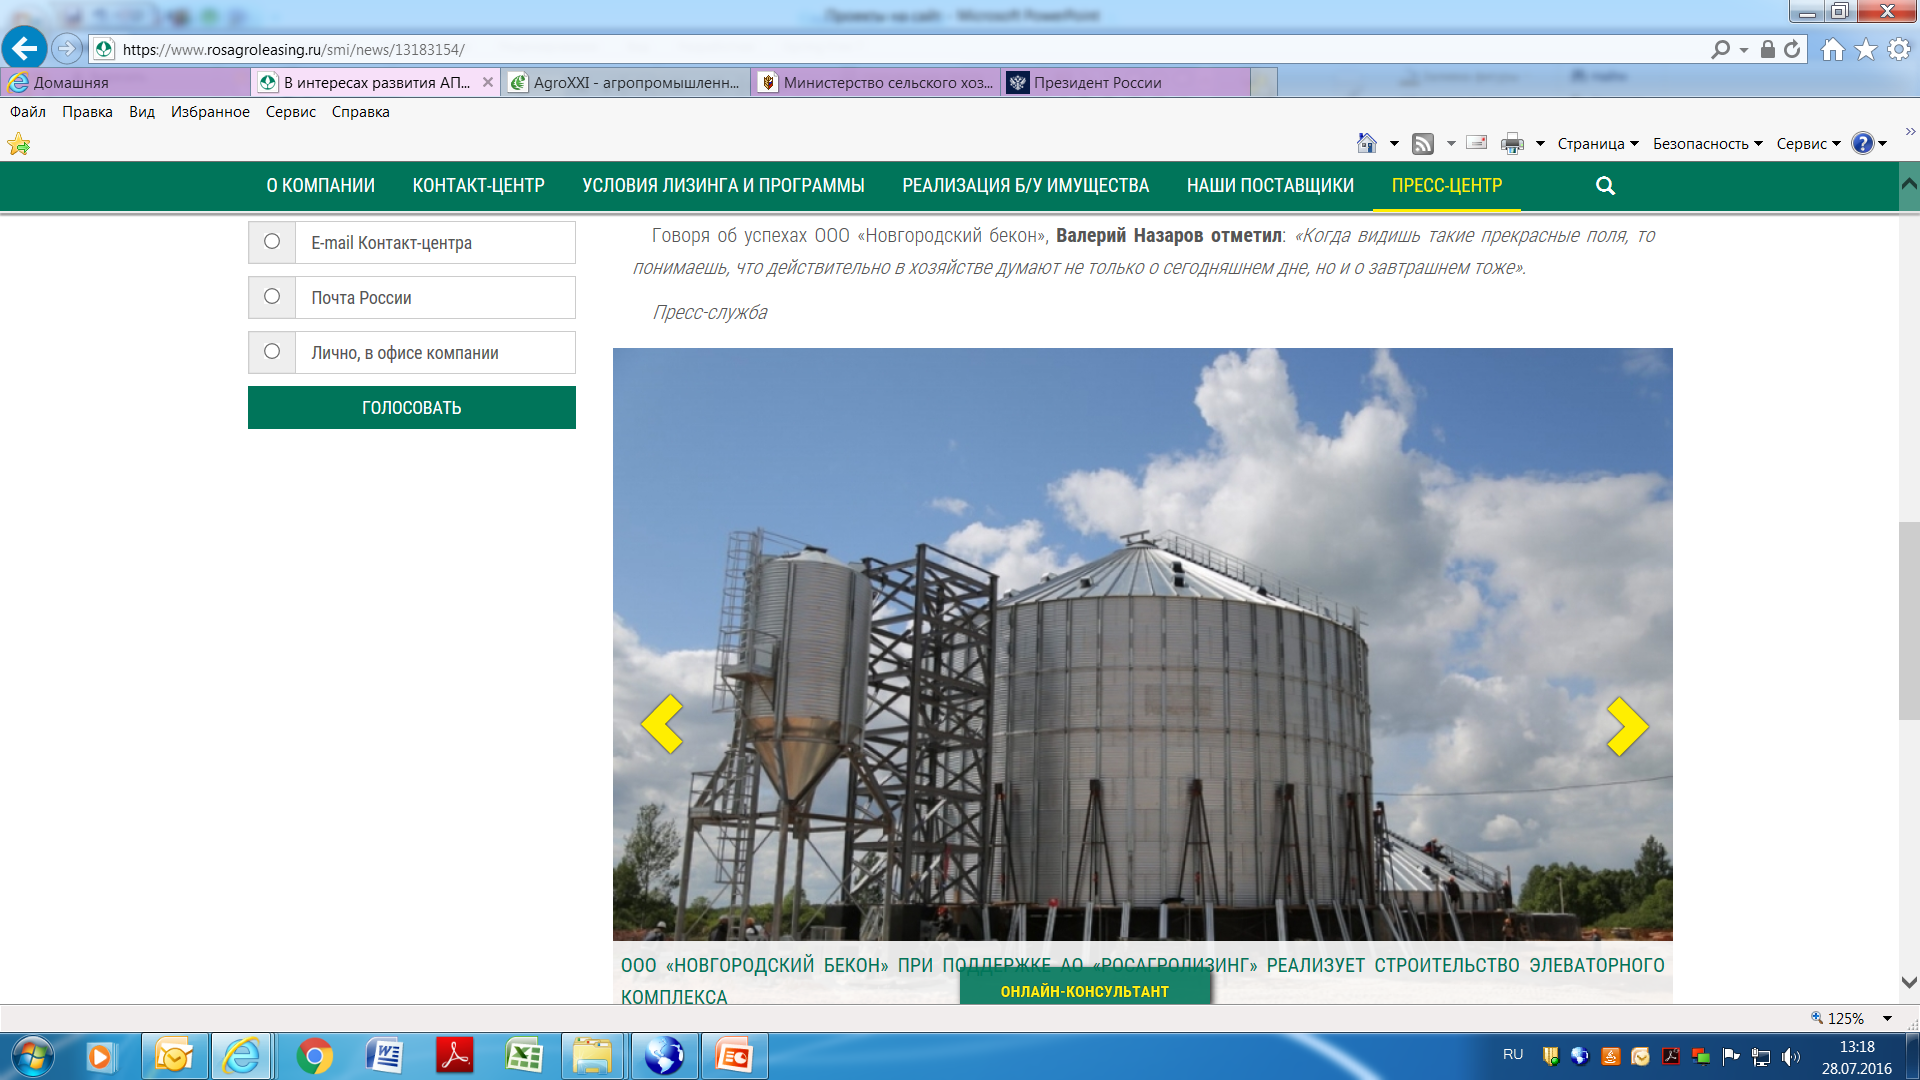 Проекты на сайт - Microsoft PowerPoint
https://www.rosagroleasing.ru/smi/news/13183154/
Домашняя
В интересах развития АП...
AgroXXI - агропромышленн...
Министерство сельского хоз...
Президент России
Файл Правка Вид Избранное Сервис Справка
Страница Безопасность Сервис
О КОМПАНИИ КОНТАКТ-ЦЕНТР УСЛОВИЯ ЛИЗИНГА И ПРОГРАММЫ РЕАЛИЗАЦИЯ Б/У ИМУЩЕСТВА НАШИ ПОСТАВЩИКИ ПРЕСС-ЦЕНТР
E-mail Контакт-центра
Почта России
Лично, в офисе компании
ГОЛОСОВАТЬ
Говоря об успехах ООО «Новгородский бекон», Валерий Назаров отметил: «Когда видишь такие прекрасные поля, то
понимаешь, что действительно в хозяйстве думают не только о сегодняшнем дне, но и о завтрашнем тоже».
Пресс-служба
ООО «НОВГОРОДСКИЙ БЕКОН» ПРИ ПОДДЕРЖКЕ АО «РОСАГРОЛИЗИНГ» РЕАЛИЗУЕТ СТРОИТЕЛЬСТВО ЭЛЕВАТОРНОГО
КОМПЛЕКСА
ОНЛАЙН-КОНСУЛЬТАНТ
125%
RU
13:18
28.07.2016